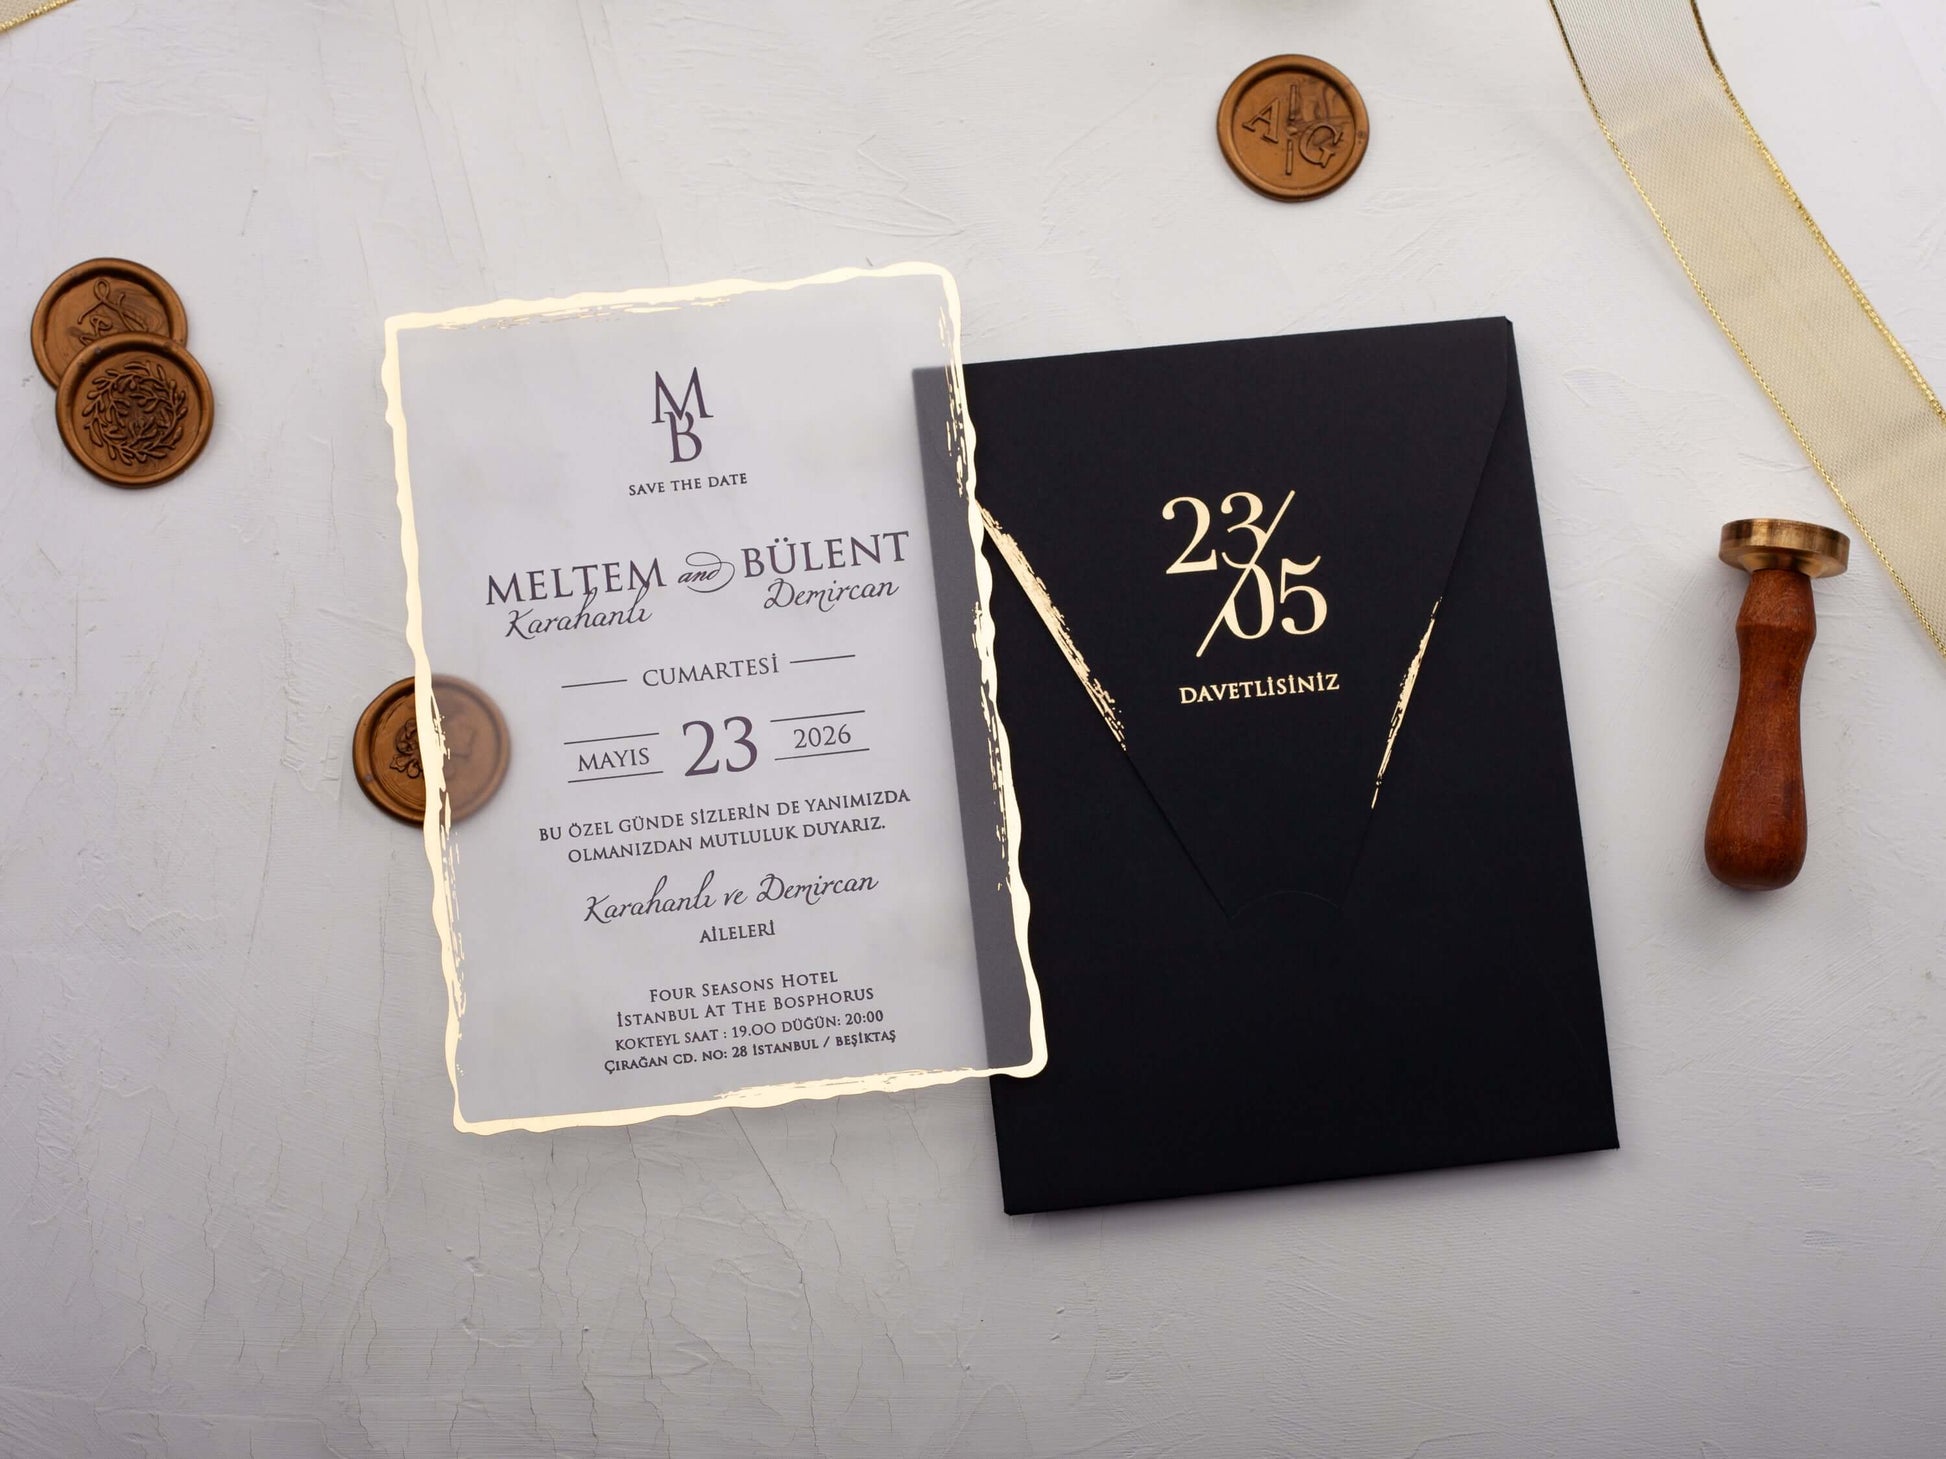 M
B
SAVE THE DATE
MELTEM and BÜLENT
Karahanlı Demircan
CUMARTESİ
MAYIS 23 2026
BU ÖZEL GÜNDE SİZLERİN DE YANIMIZDA
OLMANIZDAN MUTLULUK DUYARIZ.
Karahanlı ve Demircan
AİLELERİ
FOUR SEASONS HOTEL
İSTANBUL AT THE BOSPHORUS
KOKTEYL SAAT : 19.00 DÜĞÜN: 20:00
ÇIRAĞAN CD. NO: 28 İSTANBUL / BEŞİKTAŞ
23/05
DAVETLİSİNİZ
A G